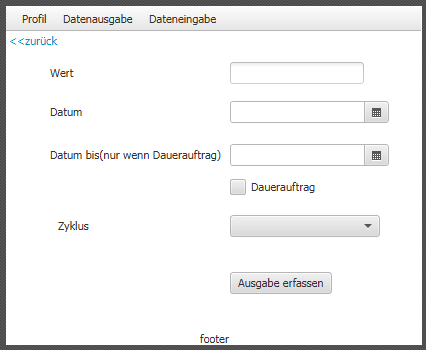 Profil Datenausgabe Dateneingabe
<<zurück
Wert
Datum
Datum bis(nur wenn Dauerauftrag)
Dauerauftrag
Zyklus
Ausgabe erfassen
footer